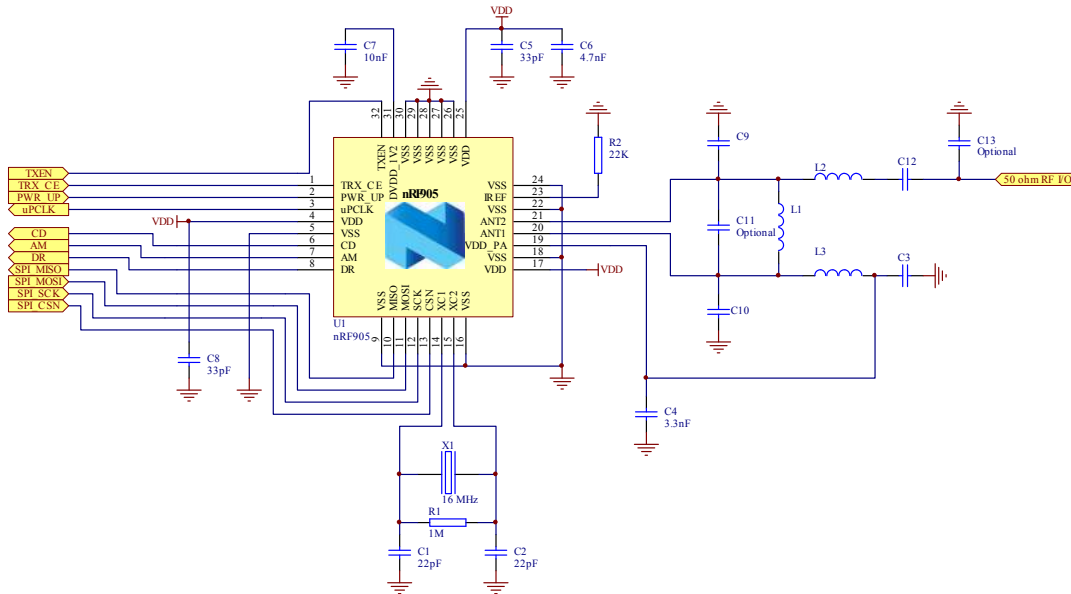 VDD
C7
10nF
C5
33pF
C6
4.7nF
32
31
30
29
28
27
26
25
TXEN
DVDD_1V2
VSS
VSS
VSS
VSS
VSS
VDD
R2
22K
C9
C13
Optional
L2
C12
50 ohm RF I/O
C11
Optional
L1
L3
C3
C10
TXEN
TRX_CE
PWR_UP
uPCLK
CD
AM
DR
SPI_MISO
SPI_MOSI
SPI_SCK
SPI_CSN
VDD
1
2
3
4
5
6
7
8
TRX_CE
PWR_UP
uPCLK
VDD
VSS
CD
AM
DR
nRF905
VSS
IREF
VSS
ANT2
ANT1
VDD_PA
VSS
VDD
24
23
22
21
20
19
18
17
VDD
VSS
MISO
MOSI
SCK
CSN
XC1
XC2
VSS
U1
nRF905
9
10
11
12
13
14
15
16
C8
33pF
C4
3.3nF
X1
16 MHz
R1
1M
C1
22pF
C2
22pF